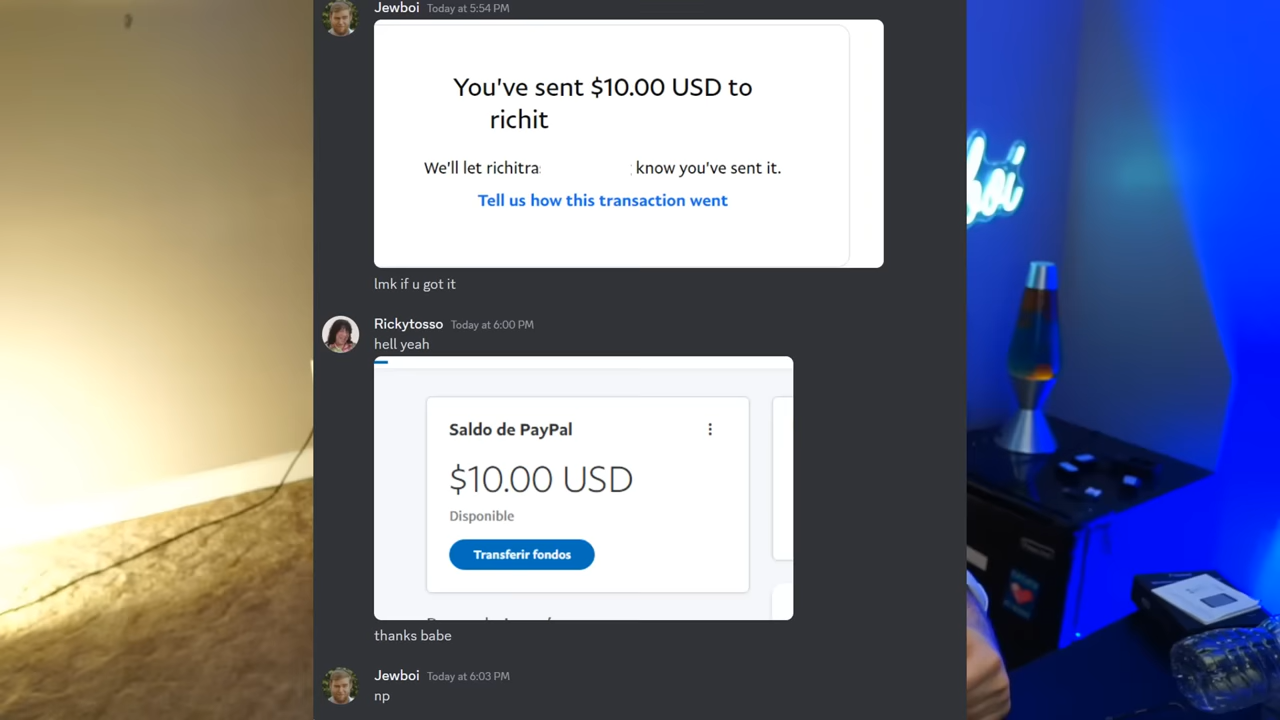 Jewboi Today at 5:54 PM
You've sent $10.00 USD to
richit
We'll let richitra
know you've sent it.
Tell us how this transaction went
lmk if u got it
Rickytosso Today at 6:00 PM
hell yeah
Saldo de PayPal
$10.00 USD
Disponible
Transferir fondos
thanks babe
Jewboi Today at 6:03 PM
np